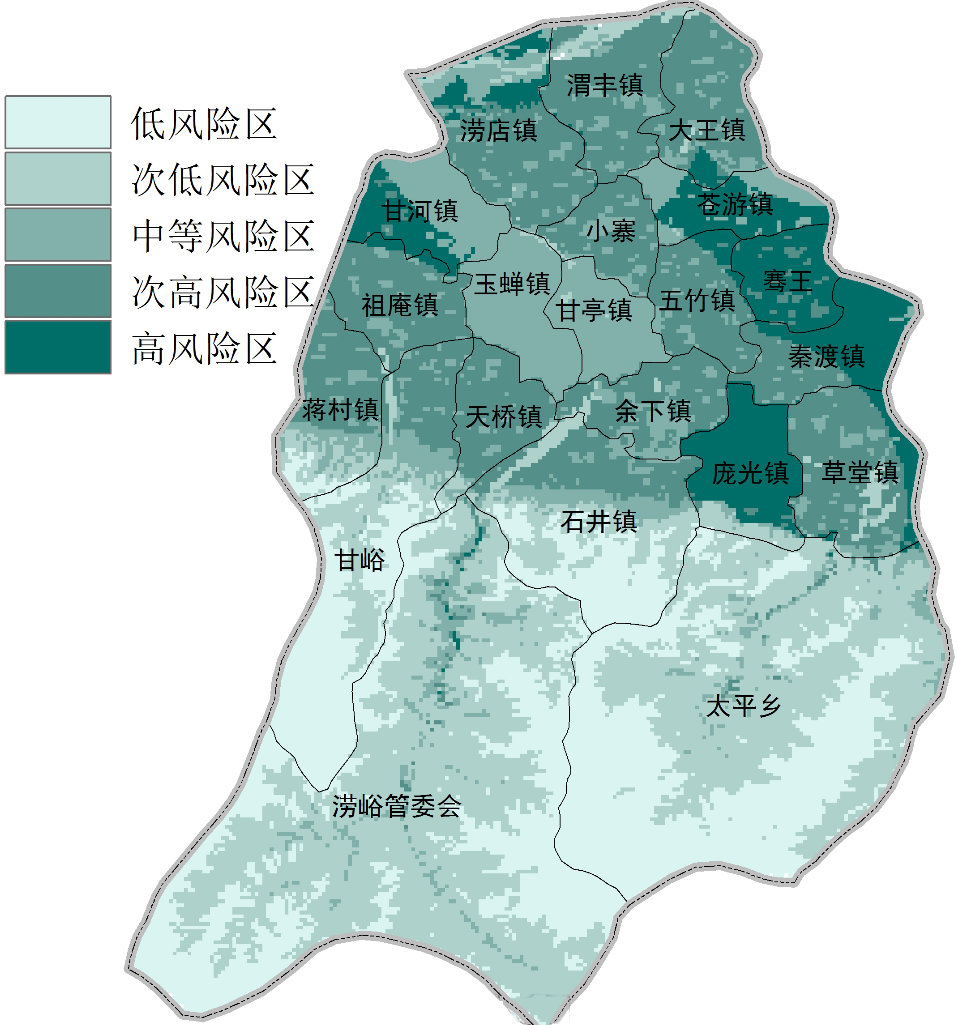 低风险区
次低风险区
中等风险区
次高风险区
高风险区
渭丰镇
涝店镇
大王镇
甘河镇
苍游镇
小寨
玉蝉镇
骞王
祖庵镇
甘亭镇
五竹镇
秦渡镇
蒋村镇
天桥镇
余下镇
庞光镇
草堂镇
石井镇
甘峪
太平乡
涝峪管委会